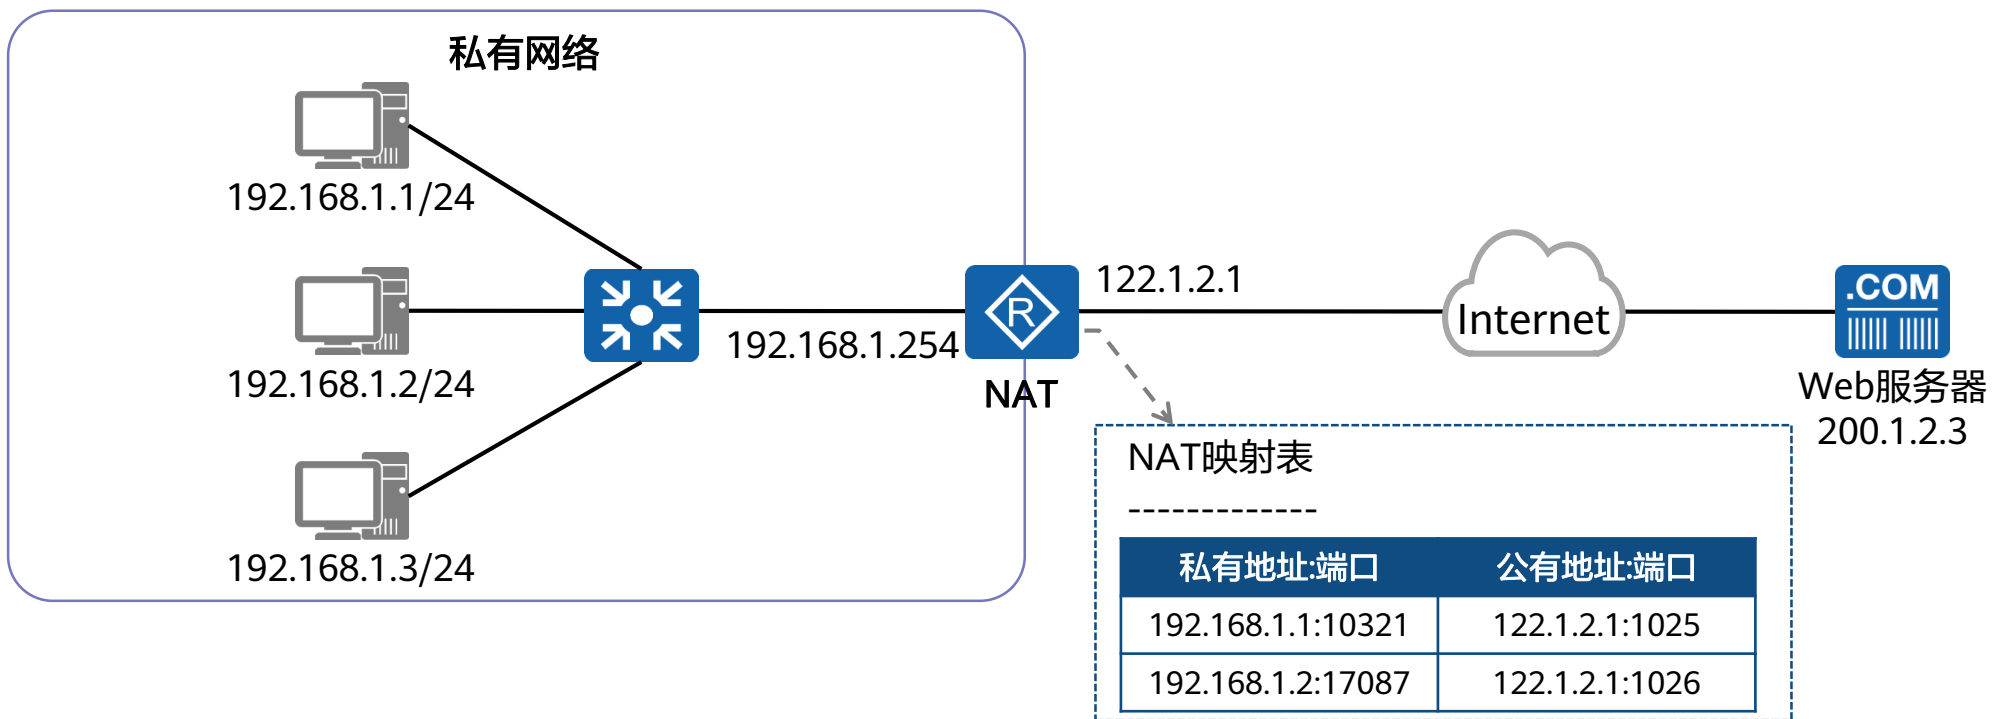 私有网络
192.168.1.1/24
192.168.1.2/24
192.168.1.3/24
192.168.1.254
R
NAT
122.1.2.1
Internet
.COM
Web服务器
200.1.2.3
NAT映射表
-------------
私有地址:端口 公有地址:端口
192.168.1.1:10321 122.1.2.1:1025
192.168.1.2:17087 122.1.2.1:1026